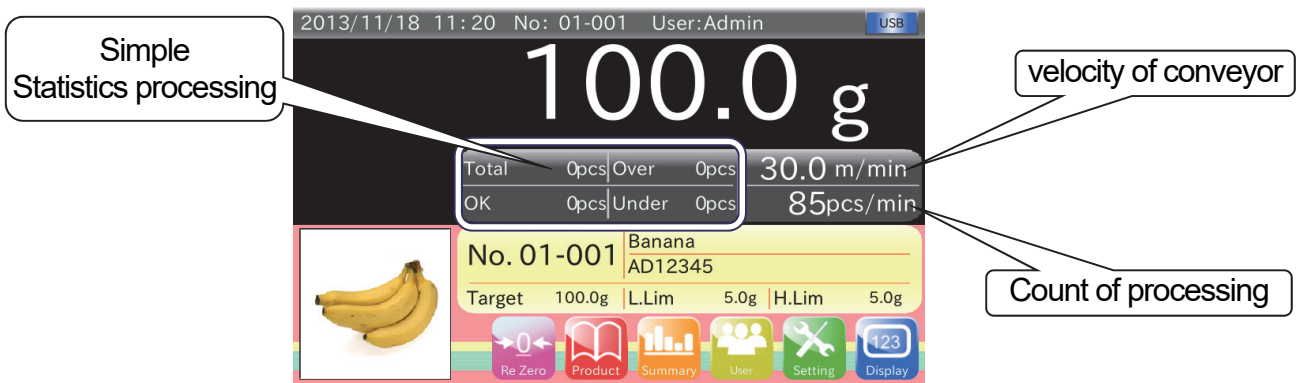 2013/11/18 11:20 No: 01-001 User:Admin USB
Simple
Statistics processing
100.0 g
velocity of conveyor
Total 0pcs Over 0pcs
OK 0pcs Under 0pcs
30.0 m/min
85pcs/min
Count of processing
No. 01-001
Banana
AD12345
Target 100.0g L.Lim 5.0g H.Lim 5.0g
0
123
Re Zero Product Summary User Setting Display